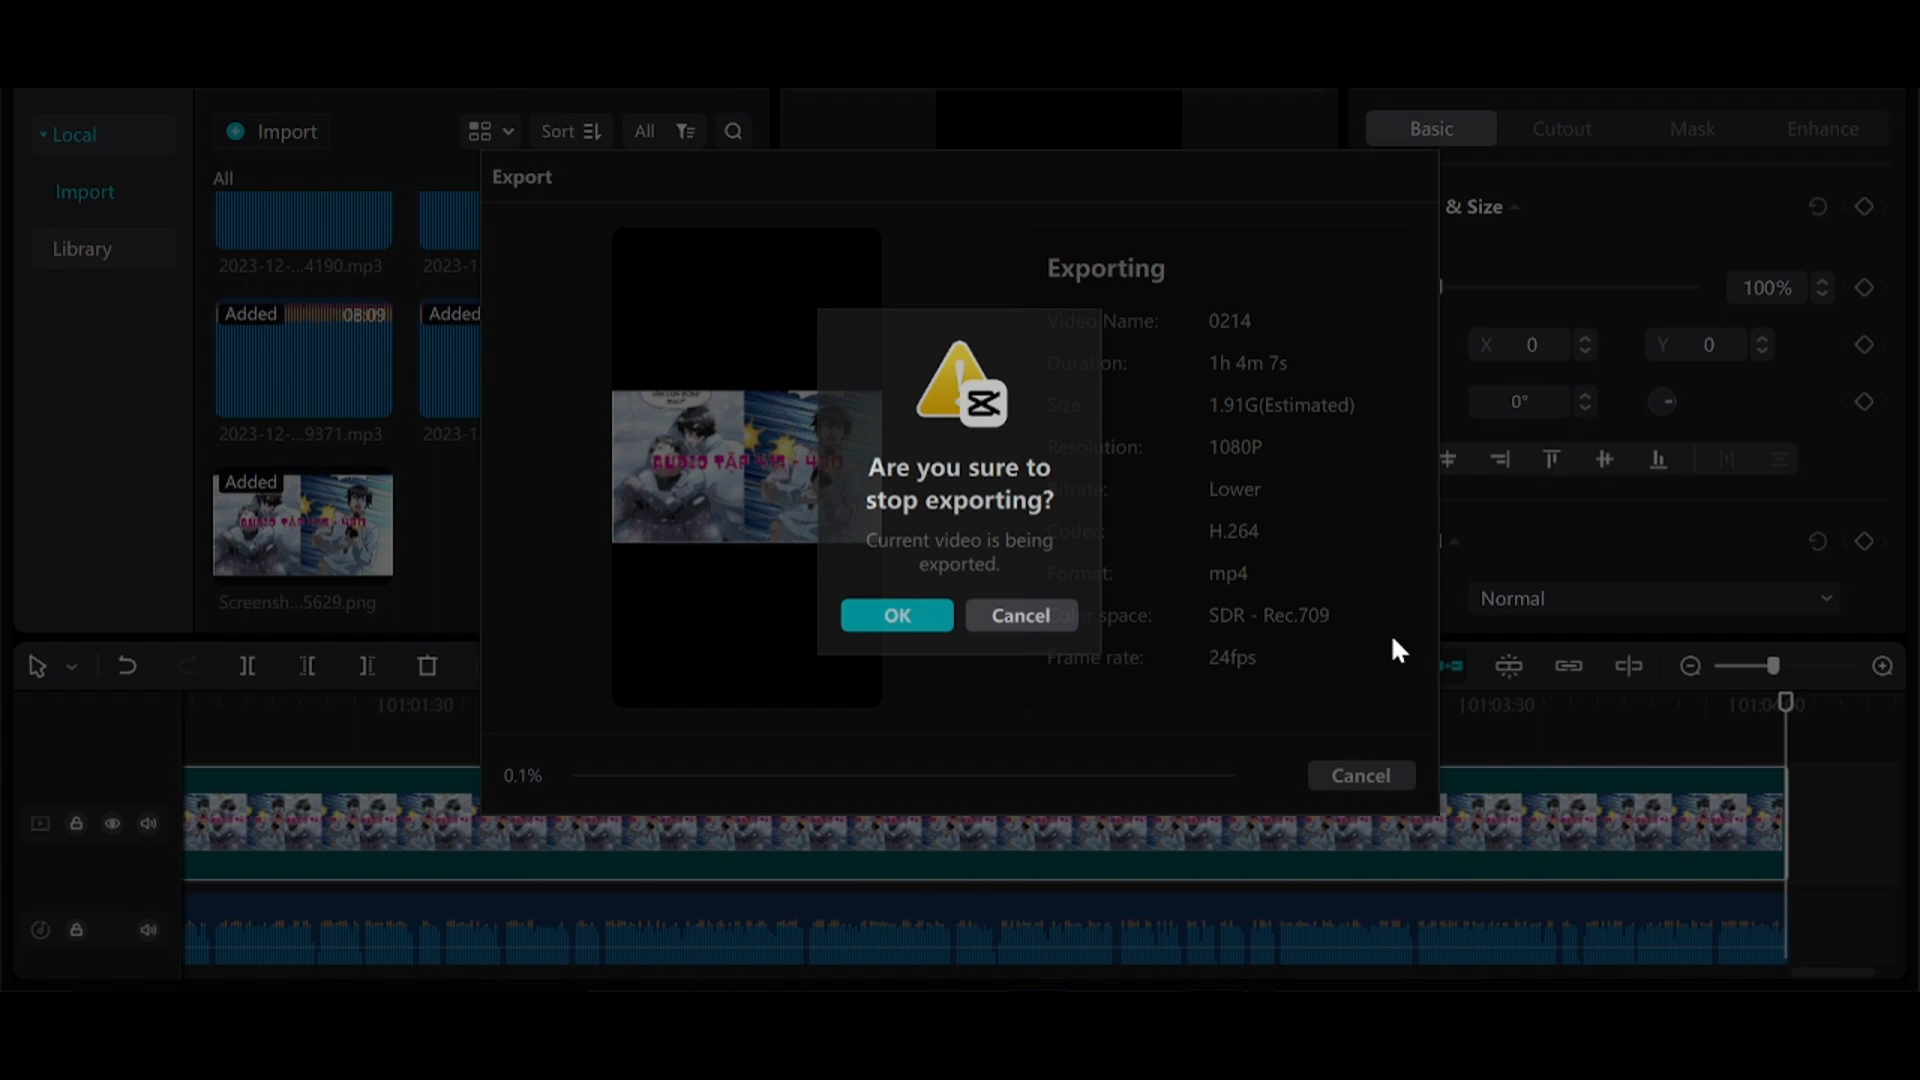 Local
Import
Library
Import
Sort
All
All
2023-12-...4190.mp3
2023-1
Added
08:09
Added
2023-12-...9371.mp3
2023-1
Added
AUDIO TẬP
Screensh...5629.png
Export
AUDIO TẬP
Exporting
Video Name: 0214
Duration: 1h 4m 7s
Size: 1.91G(Estimated)
Resolution: 1080P
Bitrate: Lower
Codec: H.264
Format: mp4
Color space: SDR - Rec.709
Frame rate: 24fps
Are you sure to
stop exporting?
Current video is being
exported.
OK
Cancel
0.1%
Cancel
Basic
Cutout
Mask
Enhance
& Size
100%
X 0
Y 0
0°
Normal
01:01:30
01:03:30
01:04:00